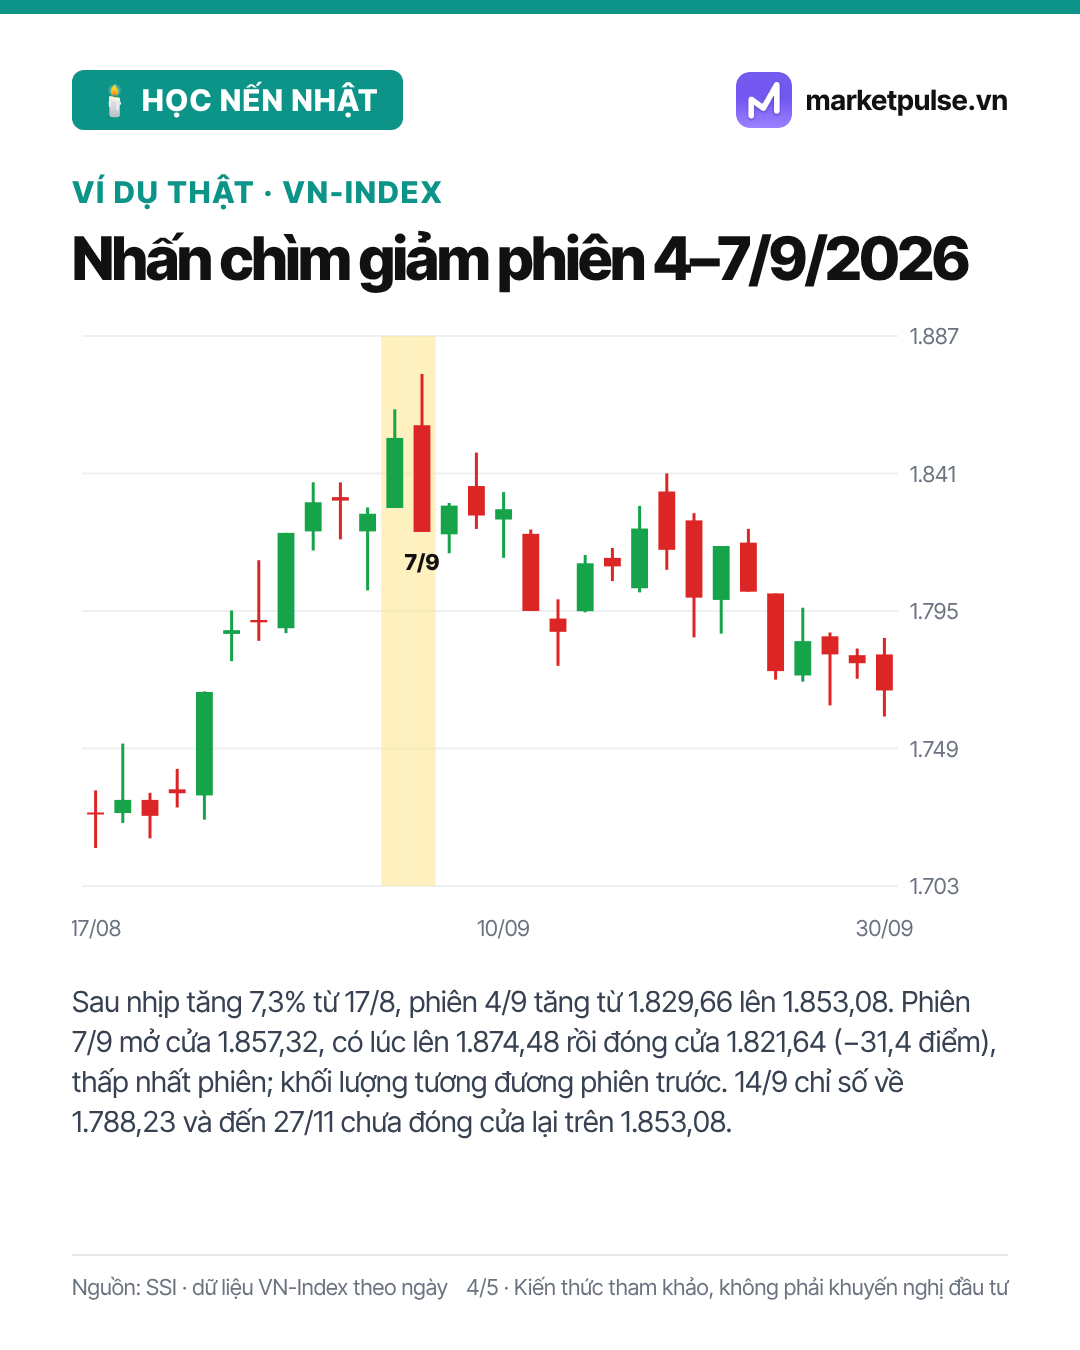 HỌC NẾN NHẬT
marketpulse.vn
VÍ DỤ THẬT · VN-INDEX
Nhấn chìm giảm phiên 4–7/9/2026
1.887
1.841
7/9
1.795
1.749
1.703
17/08
10/09
30/09
Sau nhịp tăng 7,3% từ 17/8, phiên 4/9 tăng từ 1.829,66 lên 1.853,08. Phiên
7/9 mở cửa 1.857,32, có lúc lên 1.874,48 rồi đóng cửa 1.821,64 (−31,4 điểm),
thấp nhất phiên; khối lượng tương đương phiên trước. 14/9 chỉ số về
1.788,23 và đến 27/11 chưa đóng cửa lại trên 1.853,08.
Nguồn: SSI · dữ liệu VN-Index theo ngày
4/5 · Kiến thức tham khảo, không phải khuyến nghị đầu tư